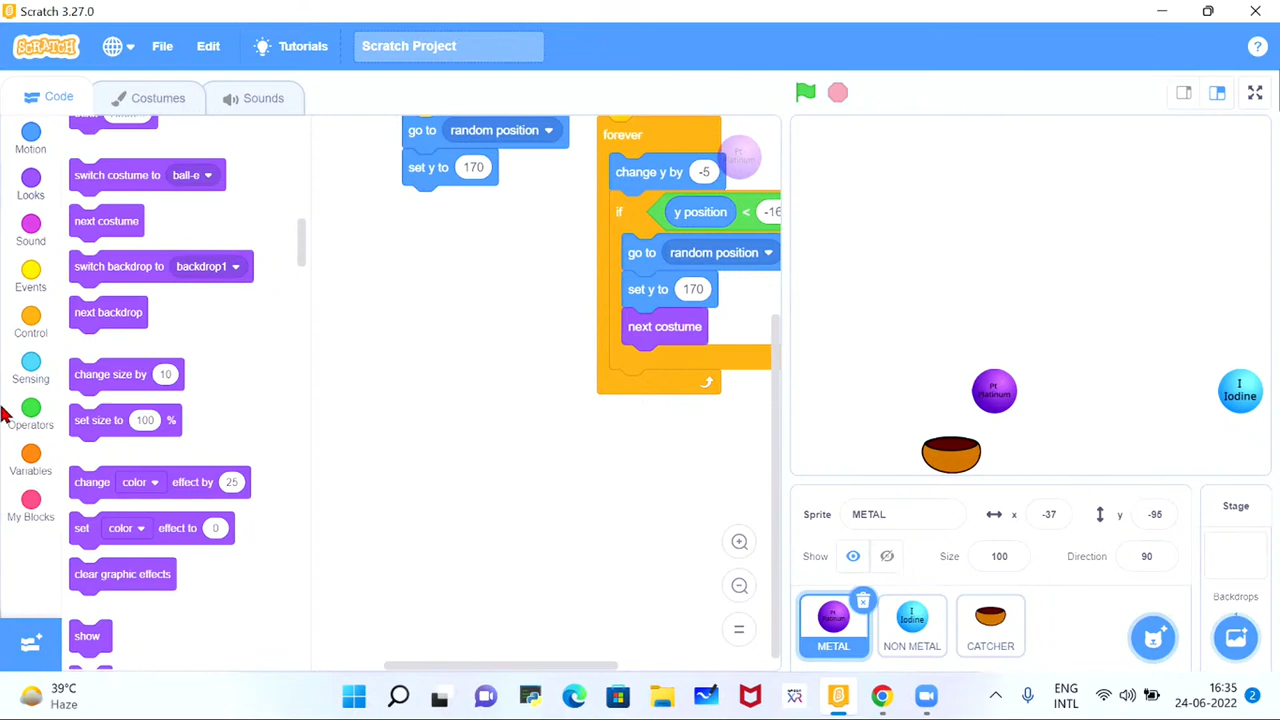 Scratch 3.27.0
SCRATCH
File
Edit
Tutorials
Scratch Project
?
Code
Costumes
Sounds
Motion
Looks
Sound
Events
Control
Sensing
Operators
Variables
My Blocks
switch costume to ball-e
next costume
switch backdrop to backdrop1
next backdrop
change size by 10
set size to 100 %
change color effect by 25
set color effect to 0
clear graphic effects
show
go to random position
set y to 170
forever
change y by -5
if y position < -16
go to random position
set y to 170
next costume
Platinum
Pt
Platinum
I
Iodine
Sprite METAL x -37 y -95
Show Size 100 Direction 90
METAL
I
Iodine
NON METAL
CATCHER
Stage
Backdrops
39°C
Haze
ENG
INTL
16:35
24-06-2022
2